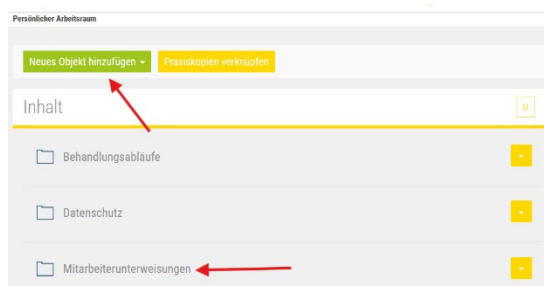 Persönlicher Arbeitsraum
Neues Objekt hinzufügen
Praxiskopien verknüpfen
Inhalt
Behandlungsabläufe
Datenschutz
Mitarbeiterunterweisungen